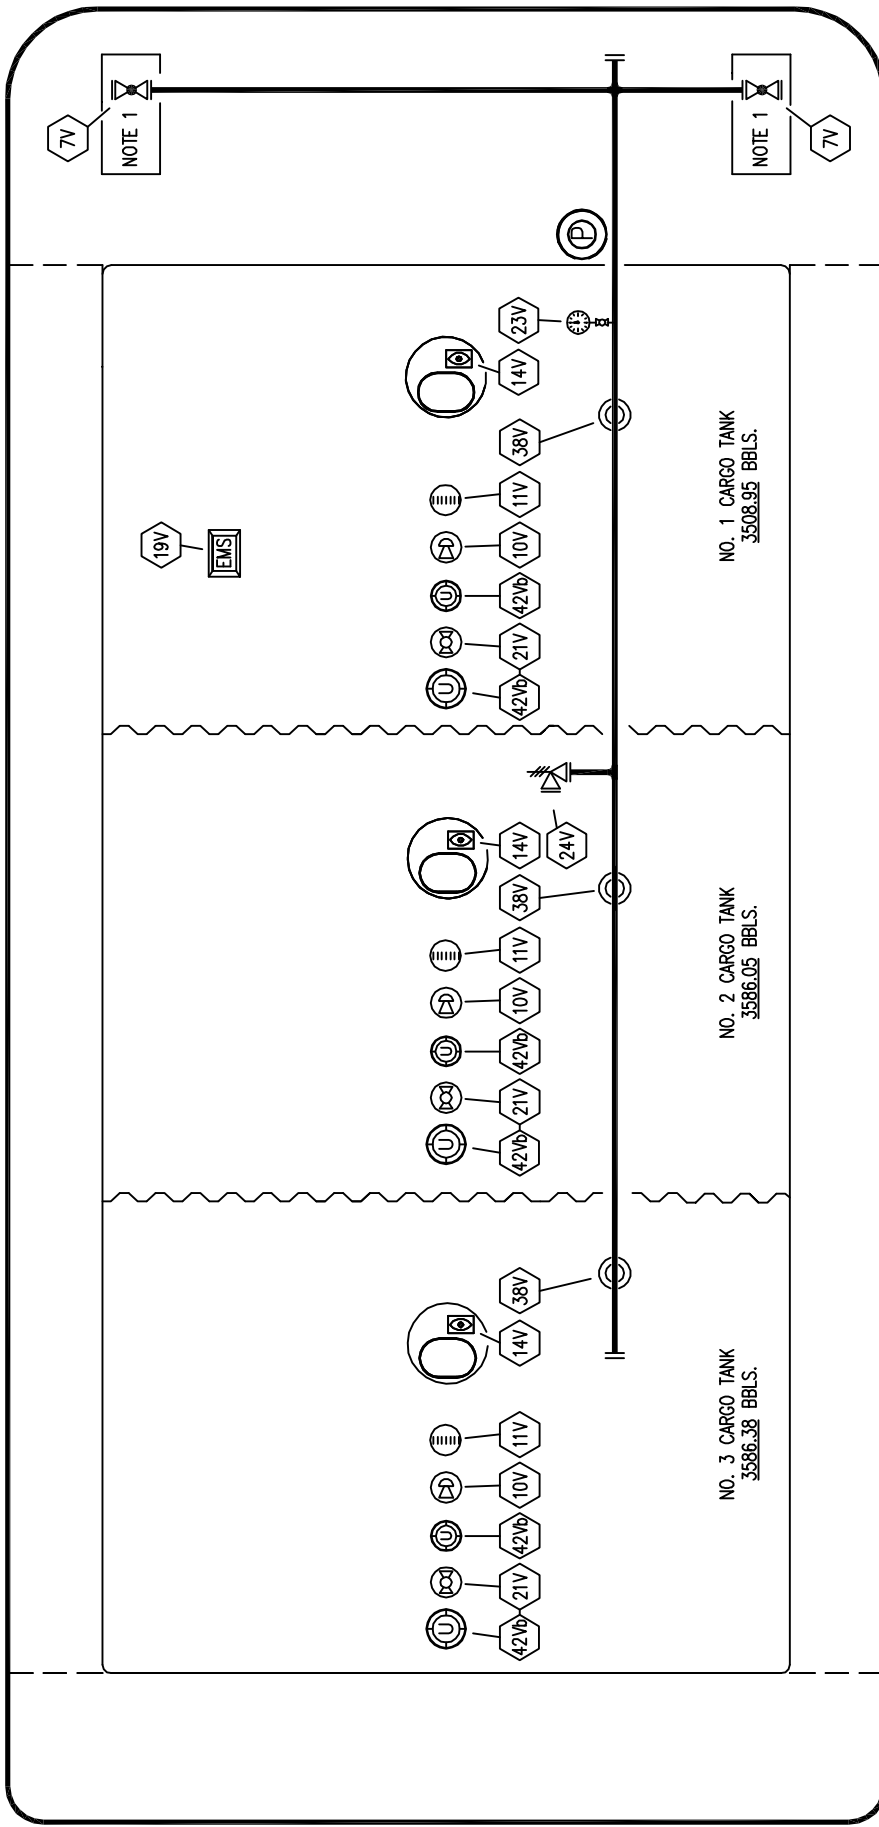 7V
NOTE 1
NOTE 1
7V
P
23V
14V
38V
11V
10V
U
42Vb
21V
U
42Vb
19V
EMS
NO. 1 CARGO TANK
3508.95 BBLS.
24V
14V
38V
11V
10V
U
42Vb
21V
U
42Vb
NO. 2 CARGO TANK
3586.05 BBLS.
38V
14V
11V
10V
U
42Vb
21V
U
42Vb
NO. 3 CARGO TANK
3586.38 BBLS.